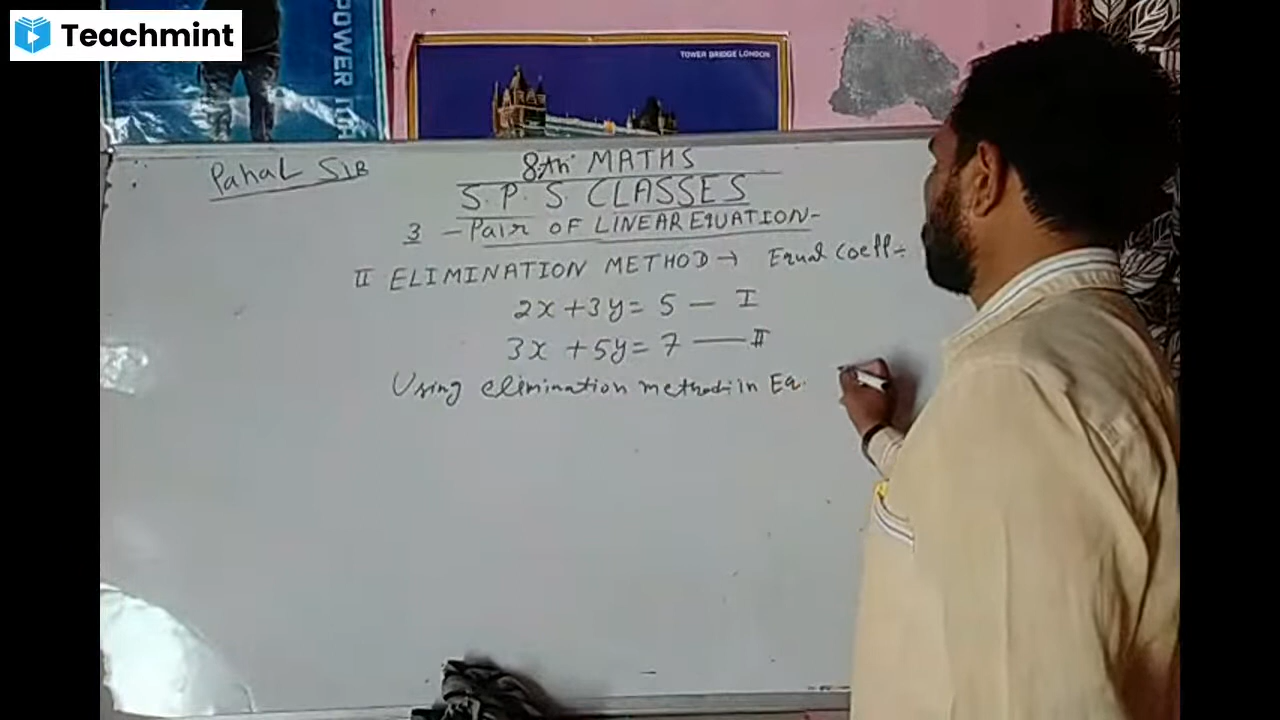 Teachmint
POWER
TOWER BRIDGE LONDON
Pahal SIR
8th MATHS
S.P.S. CLASSES
3 - Pair OF LINEAR EQUATION-
II ELIMINATION METHOD → Equal Coeff÷
2x + 3y = 5 — I
3x + 5y = 7 — II
Using elimination method in Eq.